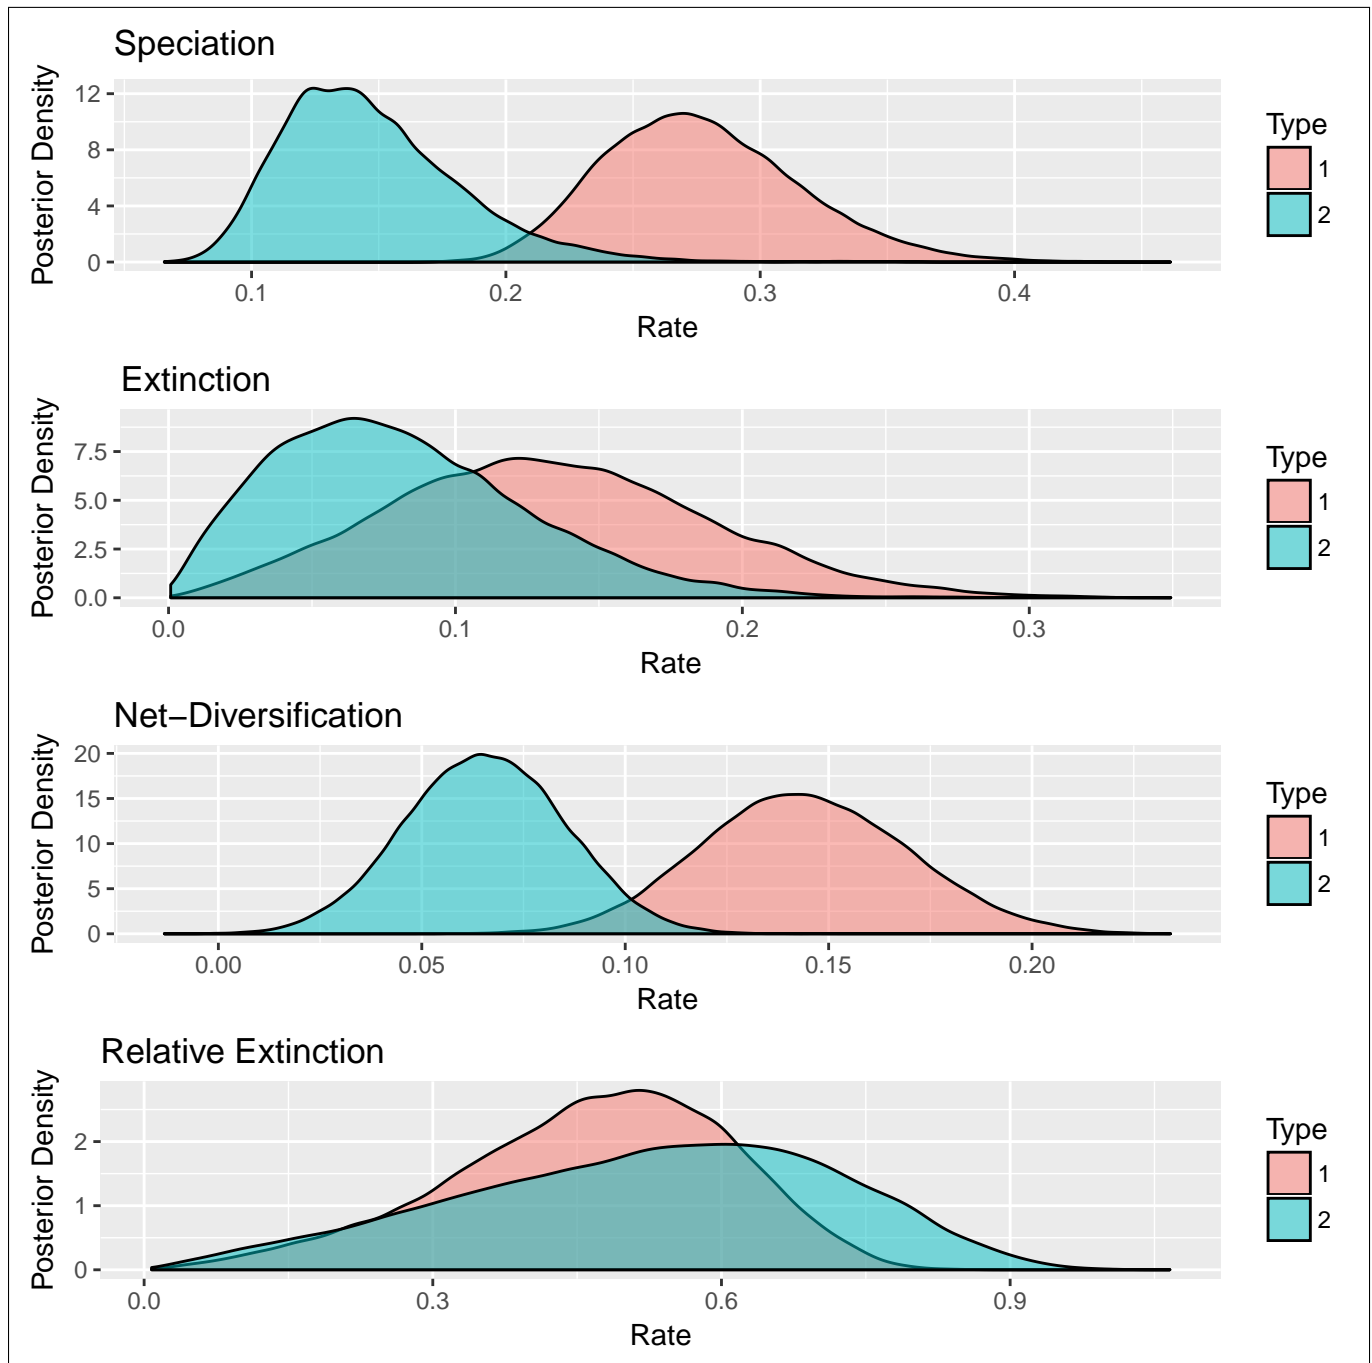 Speciation
Posterior Density
12
8
4
0
0.1 0.2 0.3 0.4
Rate
Type
1
2
Extinction
Posterior Density
7.5
5.0
2.5
0.0
0.0 0.1 0.2 0.3
Rate
Type
1
2
Net−Diversification
Posterior Density
20
15
10
5
0
0.00 0.05 0.10 0.15 0.20
Rate
Type
1
2
Relative Extinction
Posterior Density
2
1
0
0.0 0.3 0.6 0.9
Rate
Type
1
2